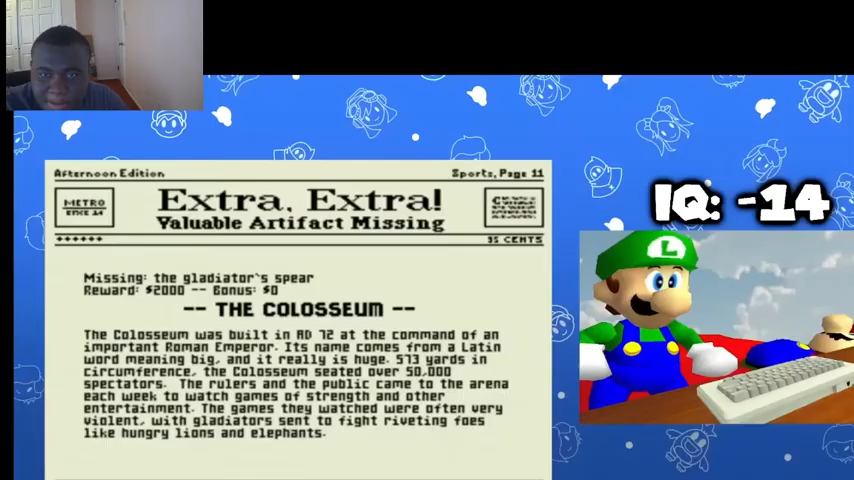 Afternoon Edition
Sports, Page 11
METRO
Extra, Extra!
Valuable Artifact Missing
35 CENTS
Missing: the gladiator's spear
Reward: $2000 -- Bonus: $0
-- THE COLOSSEUM --
The Colosseum was built in AD 72 at the command of an
important Roman Emperor. Its name comes from a Latin
word meaning big, and it really is huge. 573 yards in
circumference, the Colosseum seated over 50,000
spectators. The rulers and the public came to the arena
each week to watch games of strength and other
entertainment. The games they watched were often very
violent, with gladiators sent to fight riveting foes
like hungry lions and elephants.
IQ: -14
L